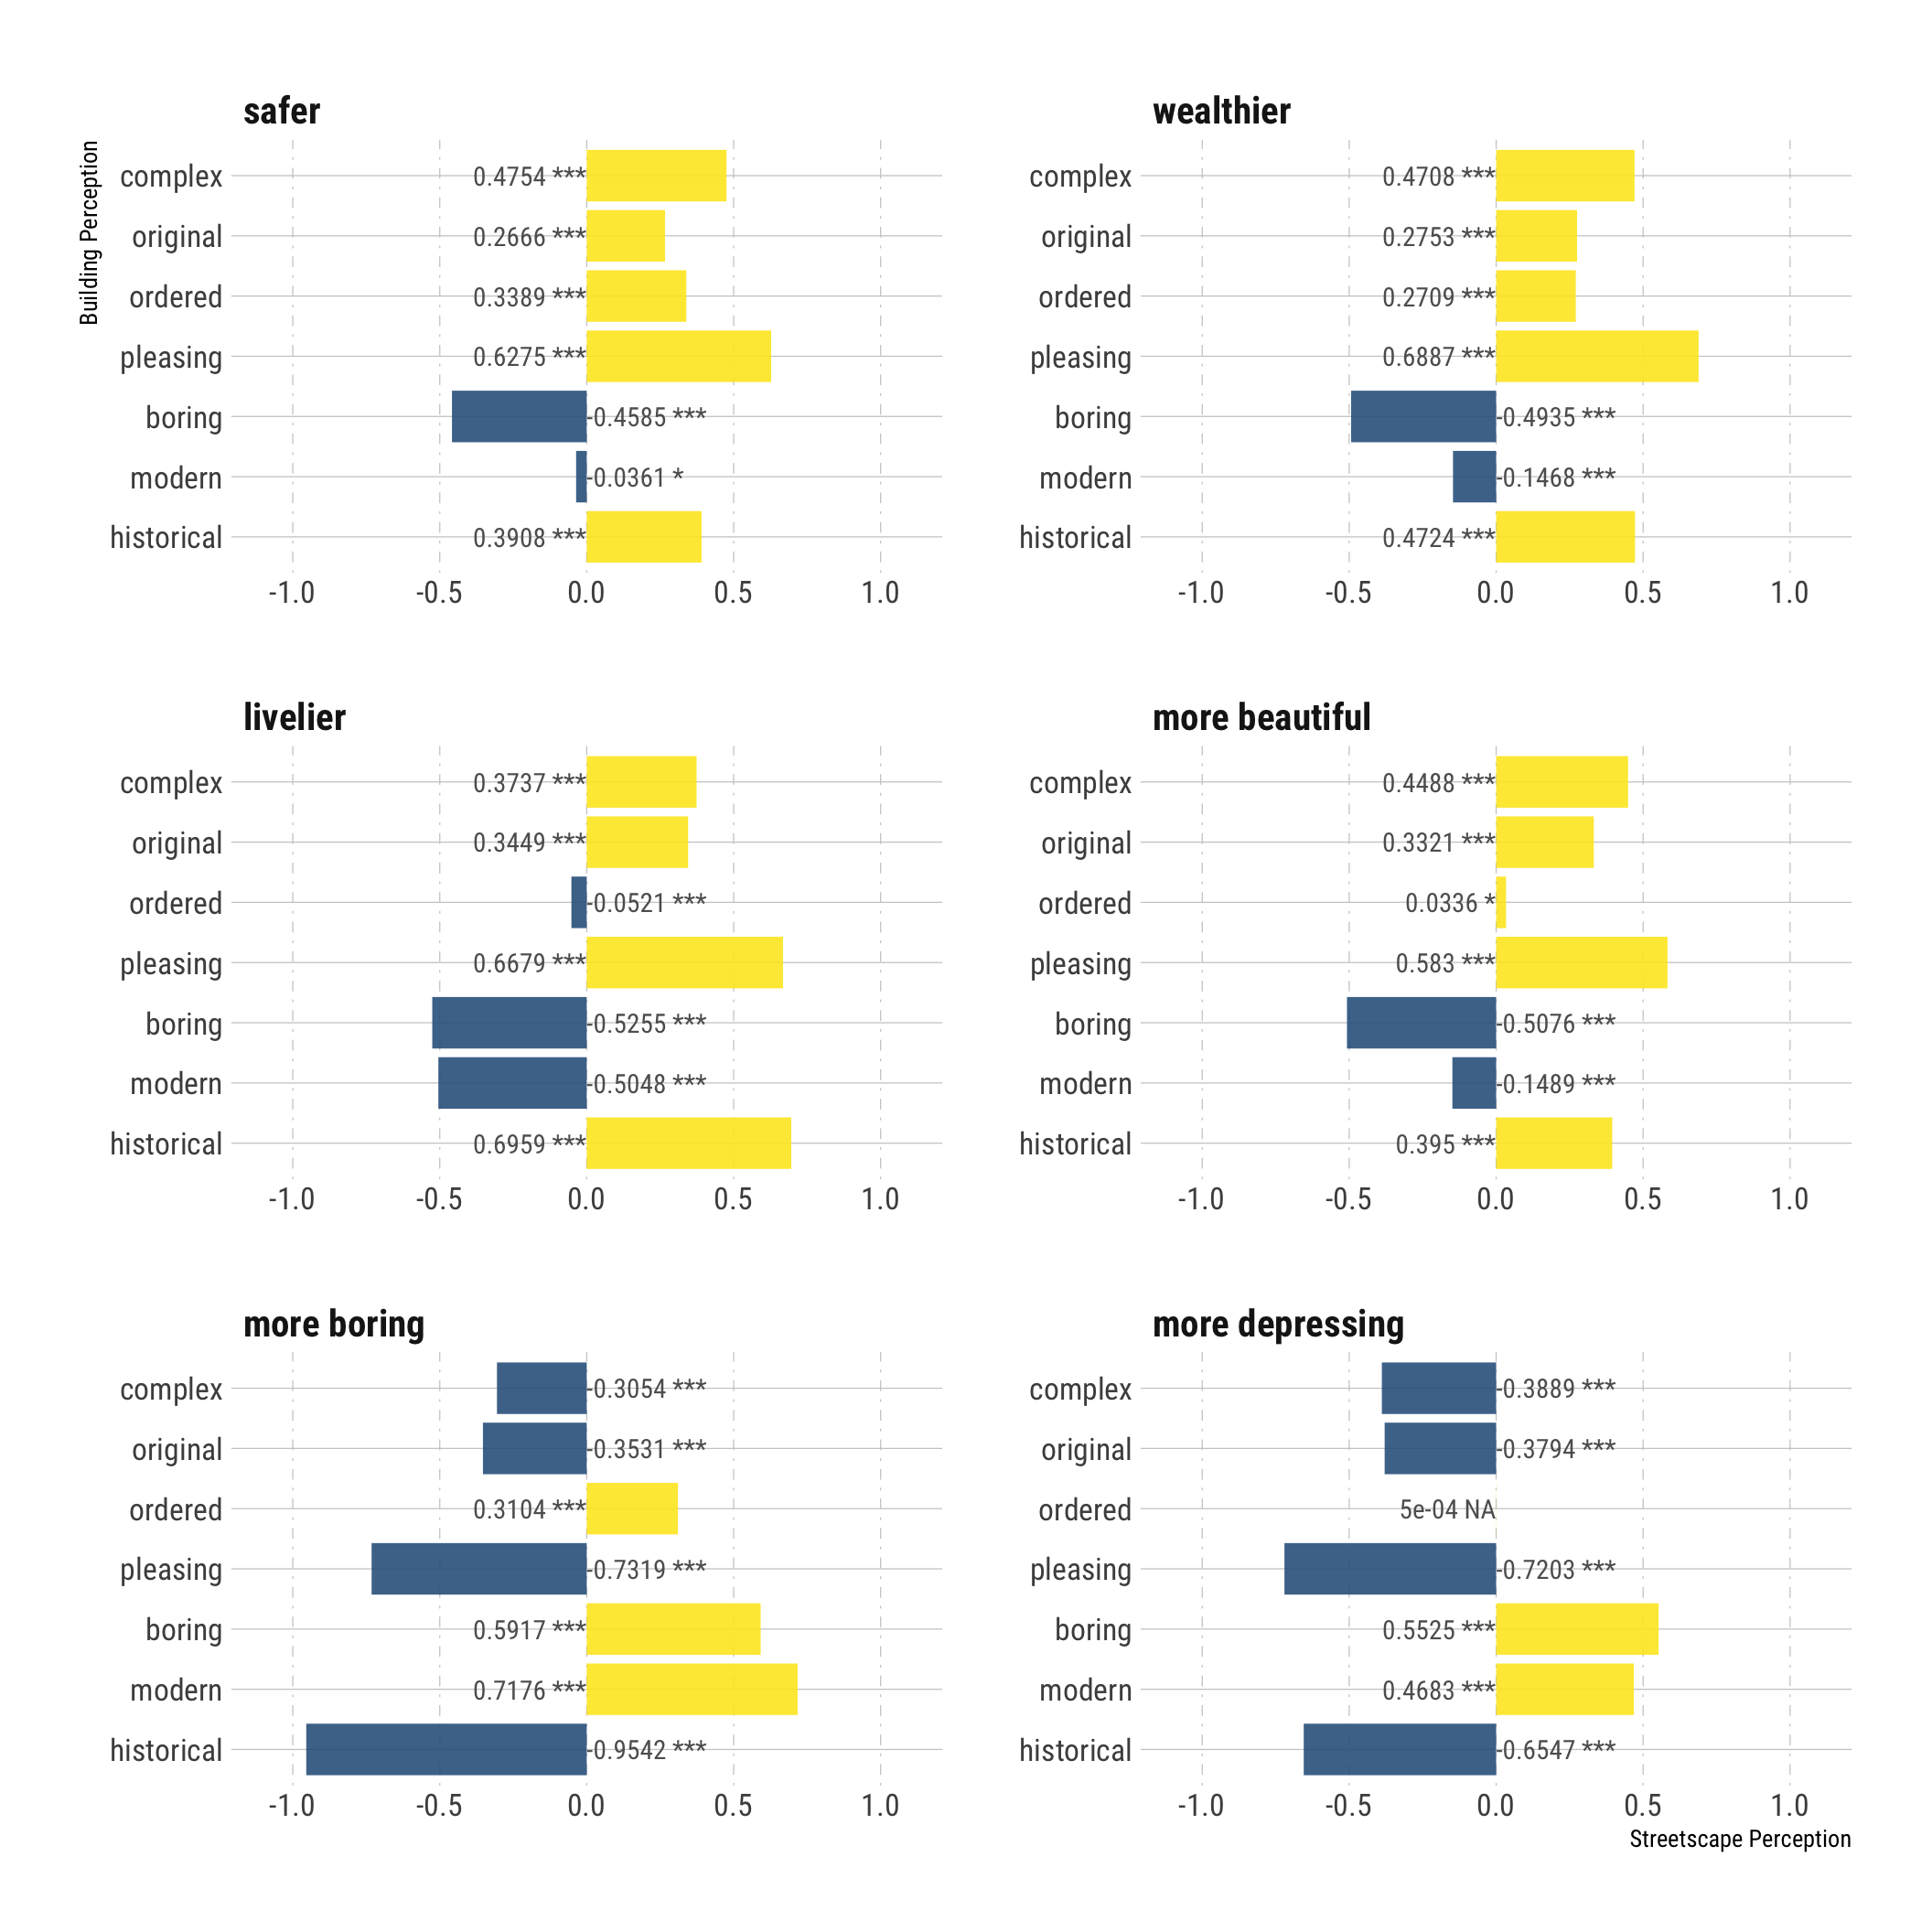 safer
Building Perception
complex 0.4754 ***
original 0.2666 ***
ordered 0.3389 ***
pleasing 0.6275 ***
boring -0.4585 ***
modern -0.0361 *
historical 0.3908 ***
-1.0 -0.5 0.0 0.5 1.0
wealthier
complex 0.4708 ***
original 0.2753 ***
ordered 0.2709 ***
pleasing 0.6887 ***
boring -0.4935 ***
modern -0.1468 ***
historical 0.4724 ***
-1.0 -0.5 0.0 0.5 1.0
livelier
complex 0.3737 ***
original 0.3449 ***
ordered -0.0521 ***
pleasing 0.6679 ***
boring -0.5255 ***
modern -0.5048 ***
historical 0.6959 ***
-1.0 -0.5 0.0 0.5 1.0
more beautiful
complex 0.4488 ***
original 0.3321 ***
ordered 0.0336 *
pleasing 0.583 ***
boring -0.5076 ***
modern -0.1489 ***
historical 0.395 ***
-1.0 -0.5 0.0 0.5 1.0
more boring
complex -0.3054 ***
original -0.3531 ***
ordered 0.3104 ***
pleasing -0.7319 ***
boring 0.5917 ***
modern 0.7176 ***
historical -0.9542 ***
-1.0 -0.5 0.0 0.5 1.0
more depressing
complex -0.3889 ***
original -0.3794 ***
ordered 5e-04 NA
pleasing -0.7203 ***
boring 0.5525 ***
modern 0.4683 ***
historical -0.6547 ***
-1.0 -0.5 0.0 0.5 1.0
Streetscape Perception